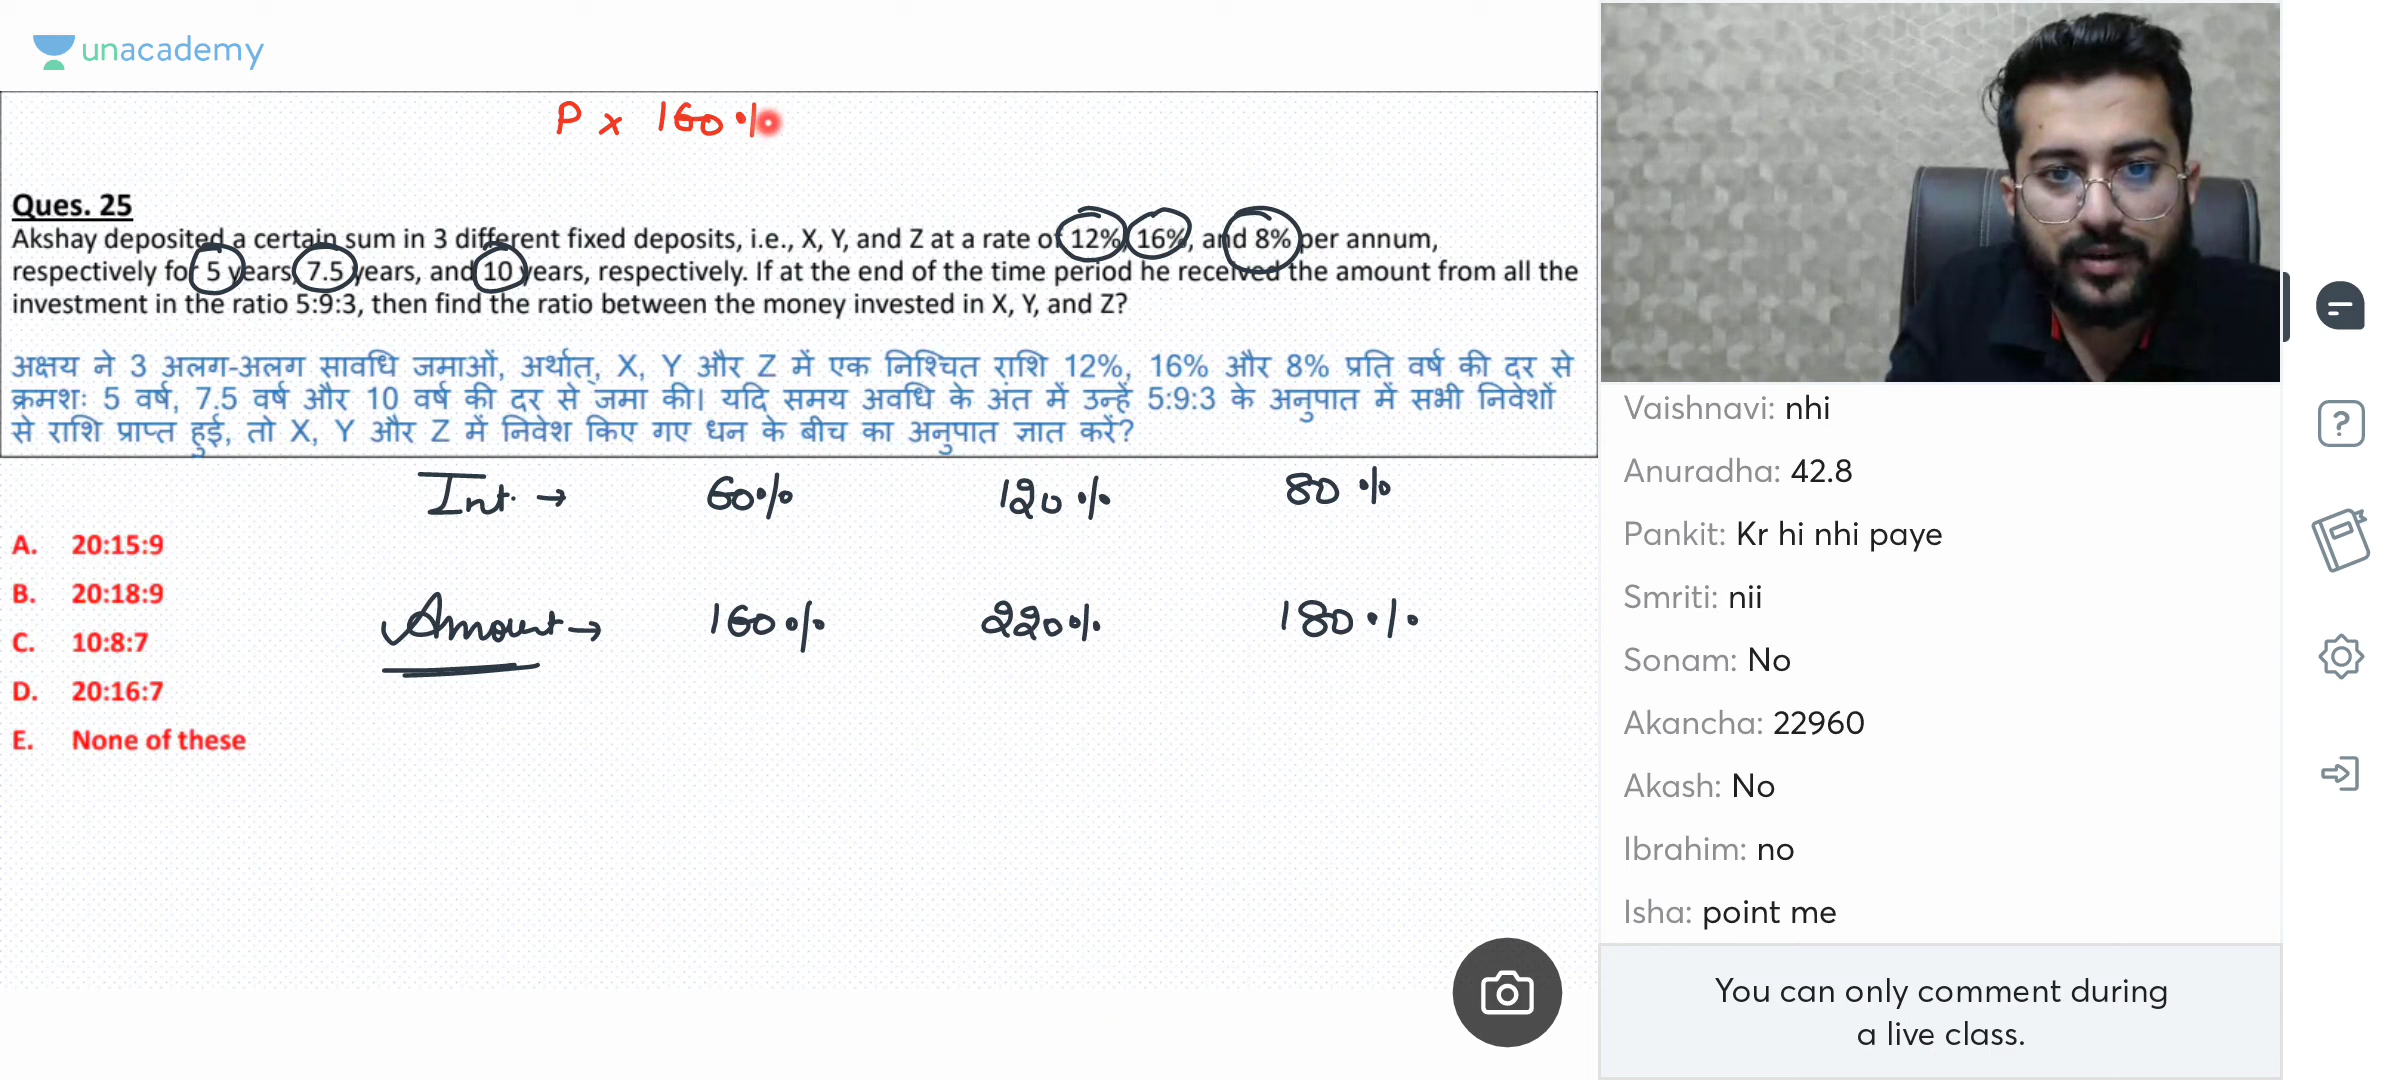 unacademy
P × 160%
Ques. 25
Akshay deposited a certain sum in 3 different fixed deposits, i.e., X, Y, and Z at a rate of 12%, 16%, and 8% per annum,
respectively for 5 years, 7.5 years, and 10 years, respectively. If at the end of the time period he received the amount from all the
investment in the ratio 5:9:3, then find the ratio between the money invested in X, Y, and Z?
अक्षय ने 3 अलग-अलग सावधि जमाओं, अर्थात्, X, Y और Z में एक निश्चित राशि 12%, 16% और 8% प्रति वर्ष की दर से
क्रमशः 5 वर्ष, 7.5 वर्ष और 10 वर्ष की दर से जमा की। यदि समय अवधि के अंत में उन्हें 5:9:3 के अनुपात में सभी निवेशों
से राशि प्राप्त हुई, तो X, Y और Z में निवेश किए गए धन के बीच का अनुपात ज्ञात करें?
Int. → 60% 120% 80%
A. 20:15:9
B. 20:18:9
Amount → 160% 220% 180%
C. 10:8:7
D. 20:16:7
E. None of these
Vaishnavi: nhi
Anuradha: 42.8
Pankit: Kr hi nhi paye
Smriti: nii
Sonam: No
Akancha: 22960
Akash: No
Ibrahim: no
Isha: point me
You can only comment during
a live class.